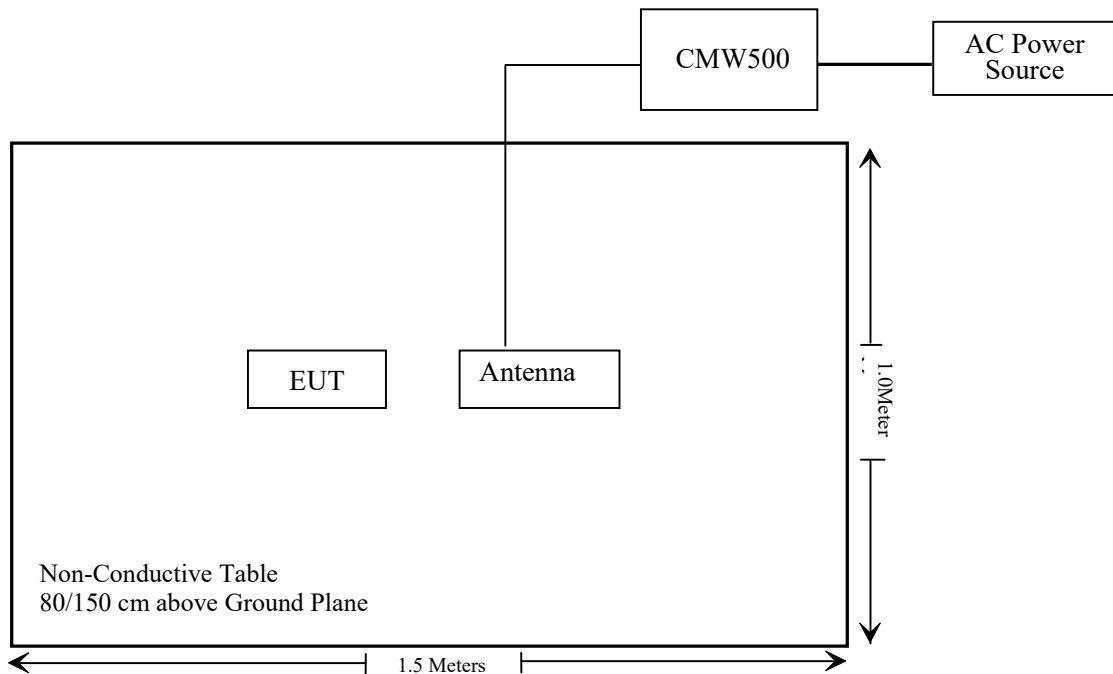 CMW500
AC Power
Source
EUT
Antenna
1.0Meter
Non-Conductive Table
80/150 cm above Ground Plane
1.5 Meters